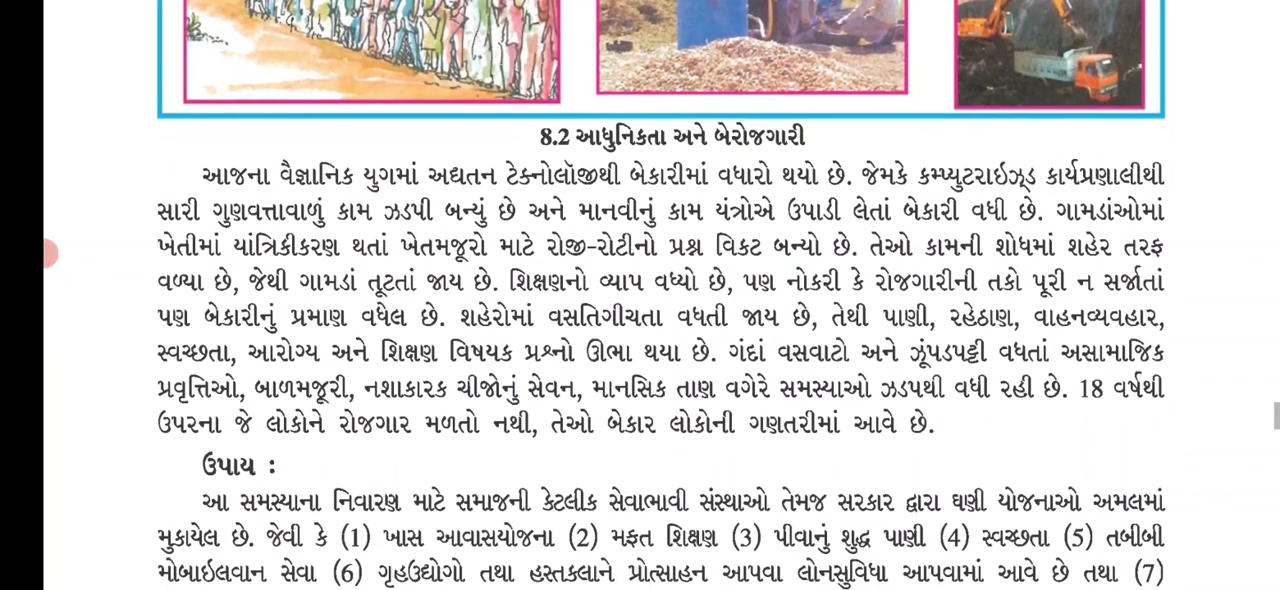 8.2 આધુનિકતા અને બેરોજગારી
આજના વૈજ્ઞાનિક યુગમાં અદ્યતન ટેક્નોલૉજીથી બેકારીમાં વધારો થયો છે. જેમકે કમ્પ્યુટરાઇઝ્ડ કાર્યપ્રણાલીથી
સારી ગુણવત્તાવાળું કામ ઝડપી બન્યું છે અને માનવીનું કામ યંત્રોએ ઉપાડી લેતાં બેકારી વધી છે. ગામડાંઓમાં
ખેતીમાં યાંત્રિકીકરણ થતાં ખેતમજૂરો માટે રોજી-રોટીનો પ્રશ્ન વિકટ બન્યો છે. તેઓ કામની શોધમાં શહેર તરફ
વળ્યા છે, જેથી ગામડાં તૂટતાં જાય છે. શિક્ષણનો વ્યાપ વધ્યો છે, પણ નોકરી કે રોજગારીની તકો પૂરી ન સર્જાતાં
પણ બેકારીનું પ્રમાણ વધેલ છે. શહેરોમાં વસતિગીચતા વધતી જાય છે, તેથી પાણી, રહેઠાણ, વાહનવ્યવહાર,
સ્વચ્છતા, આરોગ્ય અને શિક્ષણ વિષયક પ્રશ્નો ઊભા થયા છે. ગંદાં વસવાટો અને ઝૂંપડપટ્ટી વધતાં અસામાજિક
પ્રવૃત્તિઓ, બાળમજૂરી, નશાકારક ચીજોનું સેવન, માનસિક તાણ વગેરે સમસ્યાઓ ઝડપથી વધી રહી છે. 18 વર્ષથી
ઉપરના જે લોકોને રોજગાર મળતો નથી, તેઓ બેકાર લોકોની ગણતરીમાં આવે છે.
ઉપાય :
આ સમસ્યાના નિવારણ માટે સમાજની કેટલીક સેવાભાવી સંસ્થાઓ તેમજ સરકાર દ્વારા ઘણી યોજનાઓ અમલમાં
મુકાયેલ છે. જેવી કે (1) ખાસ આવાસયોજના (2) મફત શિક્ષણ (3) પીવાનું શુદ્ધ પાણી (4) સ્વચ્છતા (5) તબીબી
મોબાઇલવાન સેવા (6) ગૃહઉદ્યોગો તથા હસ્તકલાને પ્રોત્સાહન આપવા લોનસુવિધા આપવામાં આવે છે તથા (7)